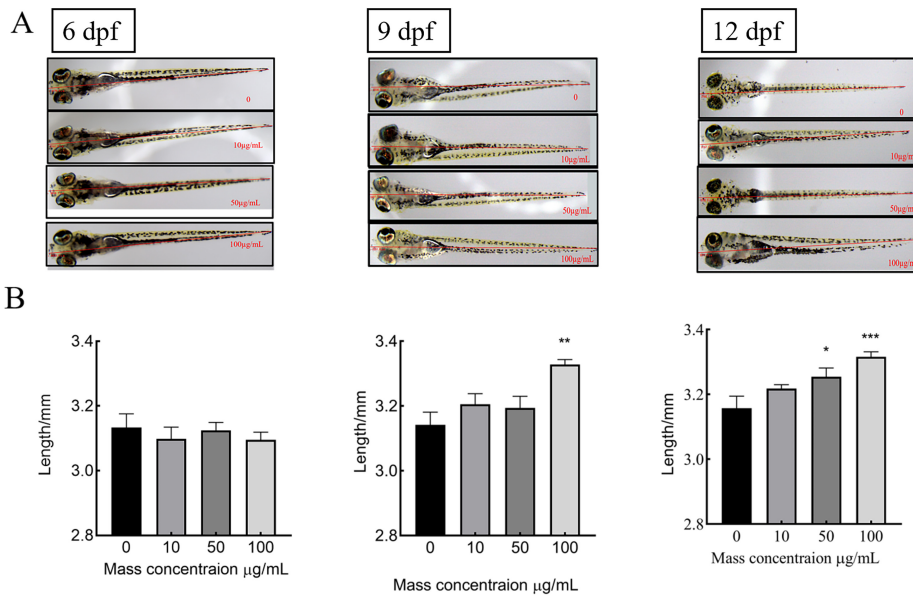 A
6 dpf
9 dpf
12 dpf
0
10μg/mL
50μg/mL
100μg/mL
0
10μg/mL
50μg/mL
100μg/mL
0
10μg/m
50μg/m
100μg/m
B
3.4
3.2
3.0
2.8
Length/mm
0 10 50 100
Mass concentraion μg/mL
3.4
3.2
3.0
2.8
Length/mm
**
0 10 50 100
Mass concentraion μg/mL
3.4
3.2
3.0
2.8
Length/mm
*
***
0 10 50 100
Mass concentraion μg/mL